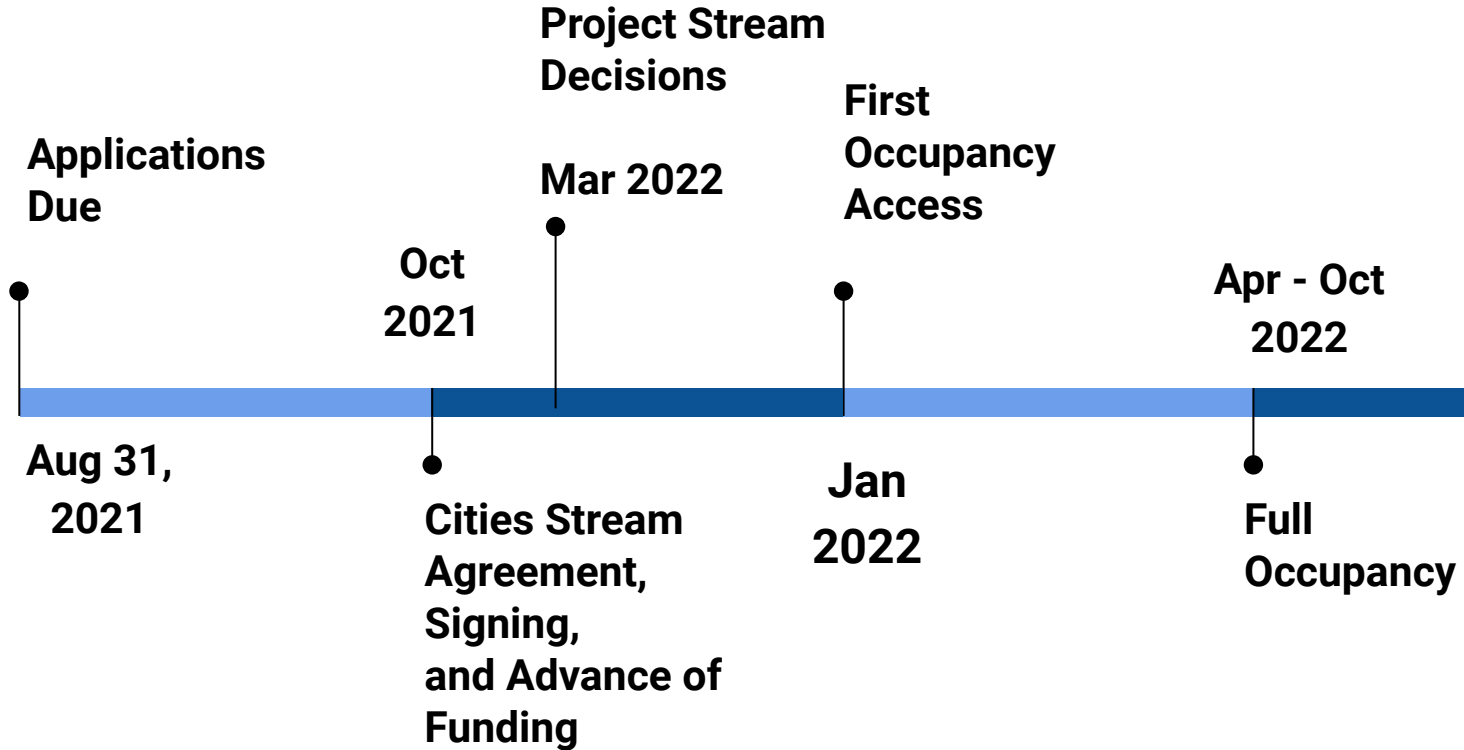 Applications
Due
Aug 31,
2021
Oct
2021
Cities Stream
Agreement,
Signing,
and Advance of
Funding
Project Stream
Decisions
Mar 2022
First
Occupancy
Access
Jan
2022
Apr - Oct
2022
Full
Occupancy